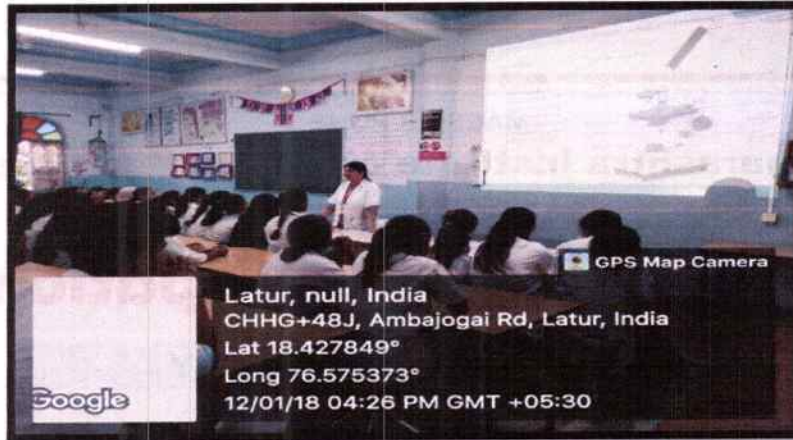 GPS Map Camera
Latur, null, India
CHHG+48J, Ambajogai Rd, Latur, India
Lat 18.427849°
Long 76.575373°
12/01/18 04:26 PM GMT +05:30
Google